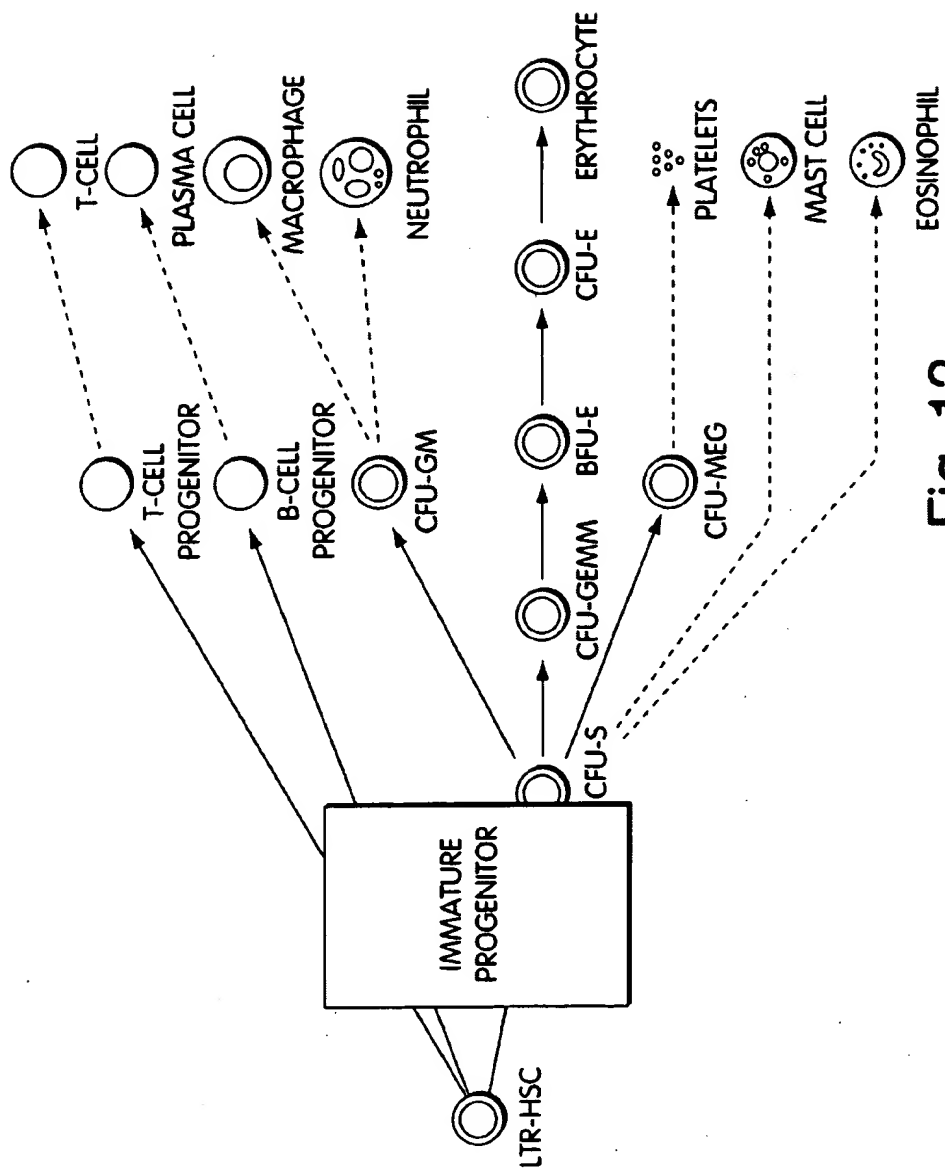 LTR-HSC
IMMATURE
PROGENITOR
CFU-S
T-CELL
PROGENITOR
T-CELL
B-CELL
PROGENITOR
PLASMA CELL
CFU-GM
MACROPHAGE
NEUTROPHIL
CFU-GEMM
BFU-E
CFU-E
ERYTHROCYTE
CFU-MEG
PLATELETS
MAST CELL
EOSINOPHIL
Fig.